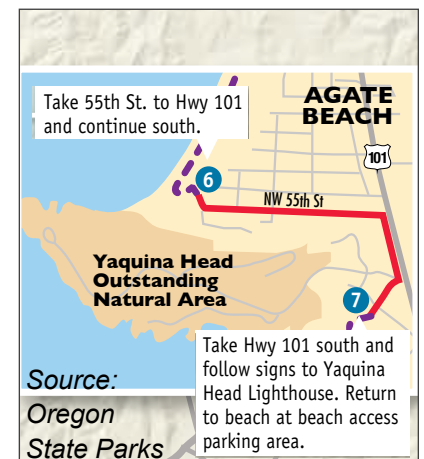 Take 55th St. to Hwy 101
and continue south.
AGATE
BEACH
101
6
NW 55th St
Yaquina Head
Outstanding
Natural Area
7
Take Hwy 101 south and
follow signs to Yaquina
Head Lighthouse. Return
to beach at beach access
parking area.
Source:
Oregon
State Parks